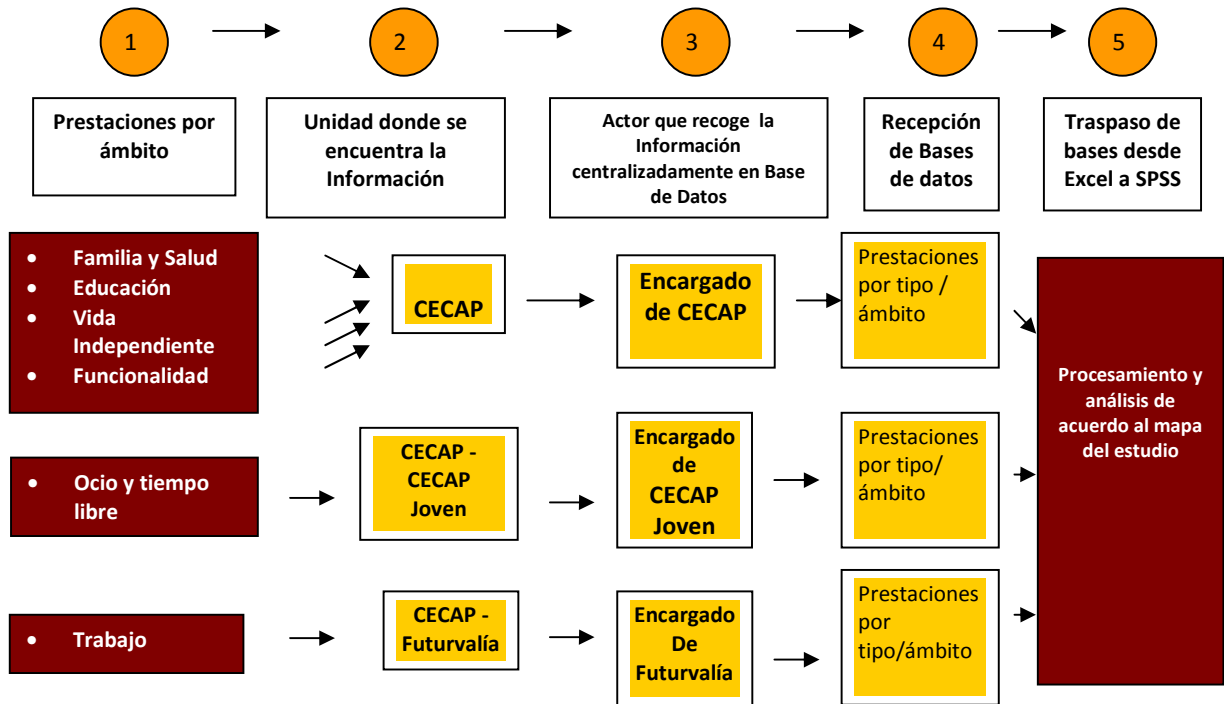 1
2
3
4
5
Prestaciones por
ámbito
Unidad donde se
encuentra la
Información
Actor que recoge la
Información
centralizadamente en Base
de Datos
Recepción
de Bases
de datos
Traspaso de
bases desde
Excel a SPSS
• Familia y Salud
• Educación
• Vida
Independiente
• Funcionalidad
CECAP
Encargado
de CECAP
Prestaciones
por tipo /
ámbito
Procesamiento y
análisis de
acuerdo al mapa
del estudio
• Ocio y tiempo
libre
CECAP -
CECAP
Joven
Encargado
de
CECAP
Joven
Prestaciones
por tipo/
ámbito
• Trabajo
CECAP -
Futurvalía
Encargado
De
Futurvalía
Prestaciones
por
tipo/ámbito